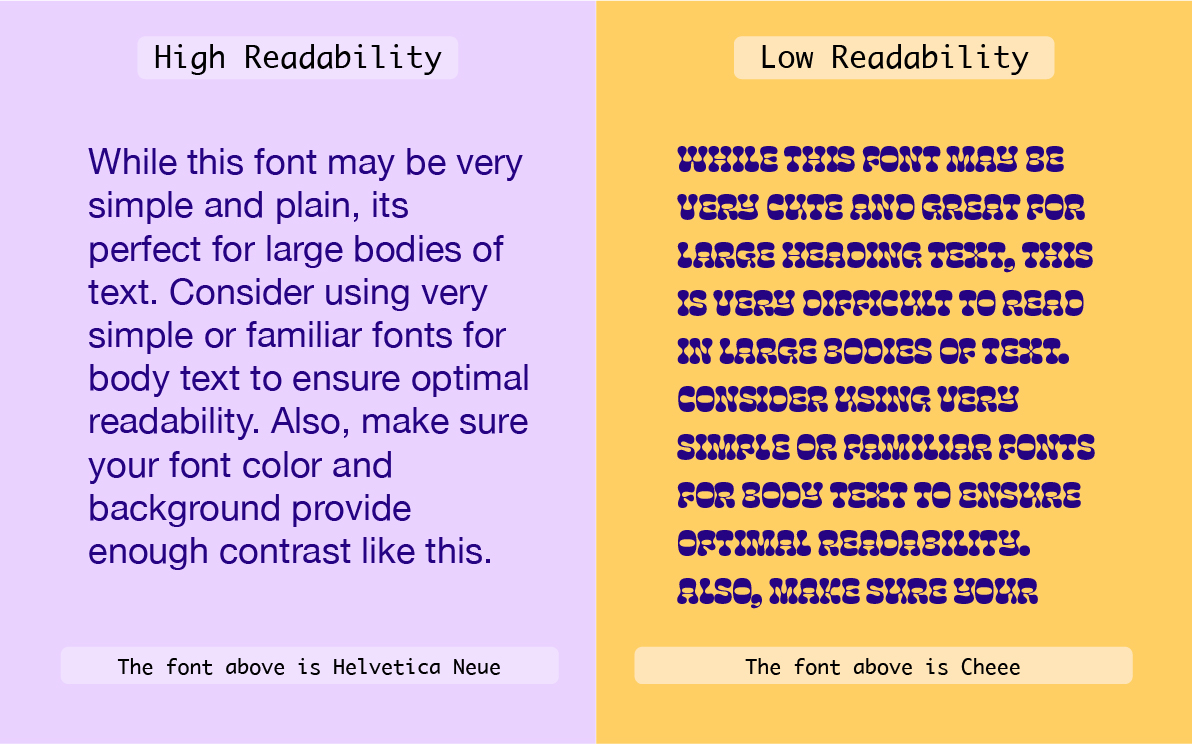 High Readability
While this font may be very
simple and plain, its
perfect for large bodies of
text. Consider using very
simple or familiar fonts for
body text to ensure optimal
readability. Also, make sure
your font color and
background provide
enough contrast like this.
The font above is Helvetica Neue
Low Readability
WHILE THIS FONT MAY BE
VERY CUTE AND GREAT FOR
LARGE HEADING TEXT, THIS
IS VERY DIFFICULT TO READ
IN LARGE BODIES OF TEXT.
CONSIDER USING VERY
SIMPLE OR FAMILIAR FONTS
FOR BODY TEXT TO ENSURE
OPTIMAL READABILITY.
ALSO, MAKE SURE YOUR
The font above is Cheee